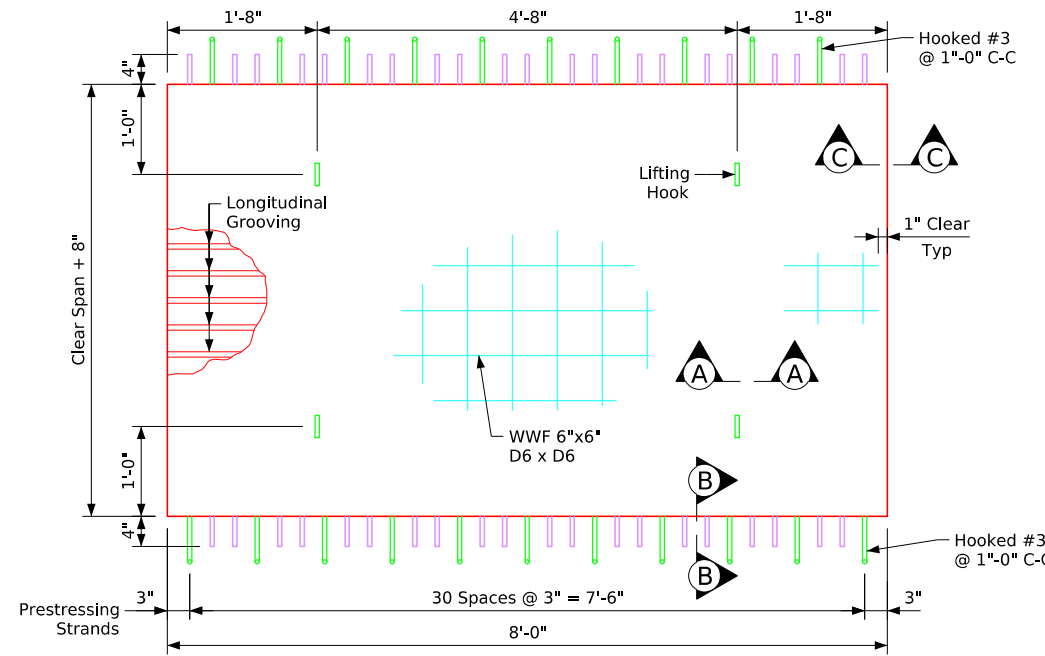 1'-8"
4'-8"
1'-8"
Hooked #3
@ 1"-0" C-C
4"
1'-0"
C
C
Lifting
Hook
Longitudinal
Grooving
1" Clear
Typ
Clear Span + 8"
A
A
WWF 6"x6"
D6 x D6
1'-0"
B
4"
Hooked #3
@ 1"-0" C-
B
3"
30 Spaces @ 3" = 7'-6"
3"
Prestressing
Strands
8'-0"